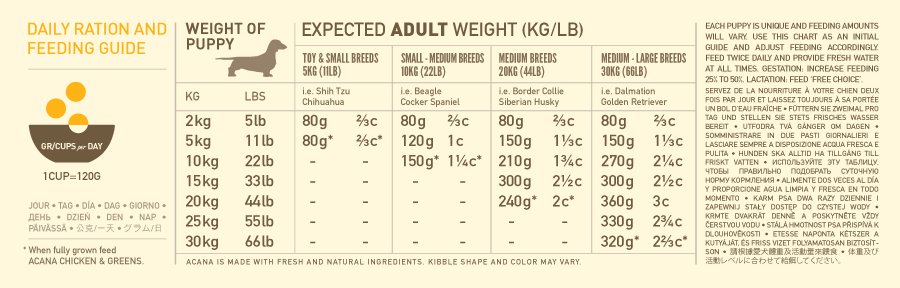 DAILY RATION AND
FEEDING GUIDE
GR/CUPS per DAY
1CUP=120G
JOUR • TAG • DÍA • DAG • GIORNO •
ДЕНЬ • DZIEŃ • DEN • NAP •
PÄIVÄSSÄ • 公克/一天 • グラム/日
* When fully grown feed
ACANA CHICKEN & GREENS.
WEIGHT OF
PUPPY
EXPECTED ADULT WEIGHT (KG/LB)
TOY & SMALL BREEDS
5KG (11LB)
SMALL - MEDIUM BREEDS
10KG (22LB)
MEDIUM BREEDS
20KG (44LB)
MEDIUM - LARGE BREEDS
30KG (66LB)
KG LBS
i.e. Shih Tzu
Chihuahua
i.e. Beagle
Cocker Spaniel
i.e. Border Collie
Siberian Husky
i.e. Dalmation
Golden Retriever
2kg 5lb 80g ⅔c 80g ⅔c 80g ⅔c 80g ⅔c
5kg 11lb 80g* ⅔c* 120g 1c 150g 1⅓c 150g 1⅓c
10kg 22lb - - 150g* 1¼c* 210g 1¾c 270g 2¼c
15kg 33lb - - - - 300g 2½c 300g 2½c
20kg 44lb - - - - 240g* 2c* 360g 3c
25kg 55lb - - - - - - 330g 2¾c
30kg 66lb - - - - - - 320g* 2⅔c*
ACANA IS MADE WITH FRESH AND NATURAL INGREDIENTS. KIBBLE SHAPE AND COLOR MAY VARY.
EACH PUPPY IS UNIQUE AND FEEDING AMOUNTS
WILL VARY. USE THIS CHART AS AN INITIAL
GUIDE AND ADJUST FEEDING ACCORDINGLY.
FEED TWICE DAILY AND PROVIDE FRESH WATER
AT ALL TIMES. GESTATION: INCREASE FEEDING
25% TO 50%. LACTATION: FEED 'FREE CHOICE'.
SERVEZ DE LA NOURRITURE À VOTRE CHIEN DEUX
FOIS PAR JOUR ET LAISSEZ TOUJOURS À SA PORTÉE
UN BOL D'EAU FRAÎCHE • FÜTTERN SIE ZWEIMAL PRO
TAG UND STELLEN SIE STETS FRISCHES WASSER
BEREIT • UTFODRA TVÅ GÅNGER OM DAGEN •
SOMMINISTRARE IN DUE PASTI GIORNALIERI E
LASCIARE SEMPRE A DISPOSIZIONE ACQUA FRESCA E
PULITA • HUNDEN SKA ALLTID HA TILLGÅNG TILL
FRISKT VATTEN • ИСПОЛЬЗУЙТЕ ЭТУ ТАБЛИЦУ,
ЧТОБЫ ПРАВИЛЬНО ПОДОБРАТЬ СУТОЧНУЮ
НОРМУ КОРМЛЕНИЯ • ALIMENTE DOS VECES AL DÍA
Y PROPORCIONE AGUA LIMPIA Y FRESCA EN TODO
MOMENTO • KARM PSA DWA RAZY DZIENNIE I
ZAPEWNIJ STAŁY DOSTĘP DO CZYSTEJ WODY •
KRMTE DVAKRÁT DENNĚ A POSKYTNĚTE VŽDY
ČERSTVOU VODU • STÁLÁ HMOTNOST PSA PŘISPÍVÁ K
DLOUHOVĚKOSTI • ETESSE NAPONTA KÉTSZER A
KUTYÁJÁT, ÉS FRISS VIZET FOLYAMATOSAN BIZTOSÍT-
SON • 請根據愛犬體重及活動量來餵食 • 体重及び
活動レベルに合わせて給餌してください。